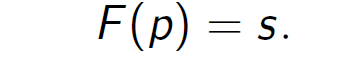 F(p) = s.